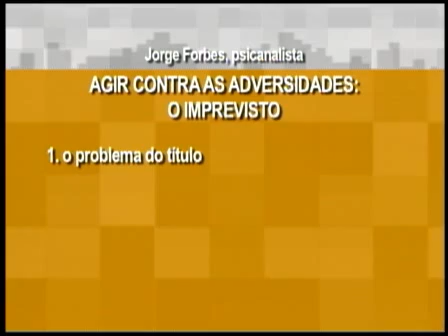 Jorge Forbes, psicanalista
AGIR CONTRA AS ADVERSIDADES:
O IMPREVISTO
1. o problema do título